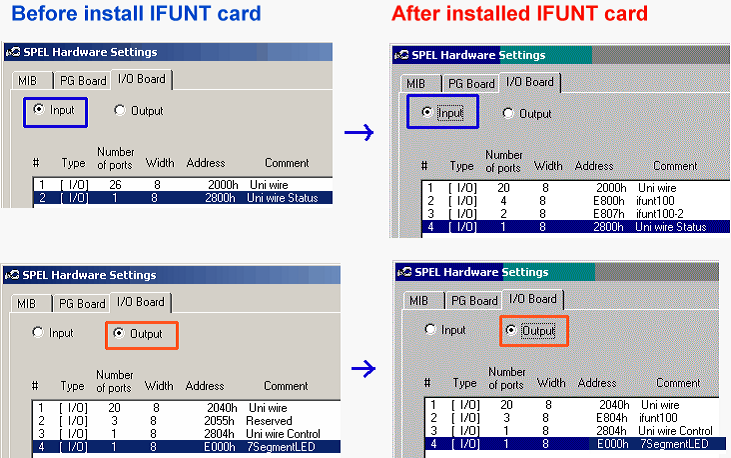 Before install IFUNT card
After installed IFUNT card
SPEL Hardware Settings
MIB PG Board I/O Board
Input Output
# Type Number of ports Width Address Comment
1 [ I/O] 26 8 2000h Uni wire
2 [ I/O] 1 8 2800h Uni wire Status
SPEL Hardware Settings
MIB PG Board I/O Board
Input Output
# Type Number of ports Width Address Comment
1 [ I/O] 20 8 2000h Uni wire
2 [ I/O] 4 8 E800h ifunt100
3 [ I/O] 2 8 E807h ifunt100-2
4 [ I/O] 1 8 2800h Uni wire Status
SPEL Hardware Settings
MIB PG Board I/O Board
Input Output
# Type Number of ports Width Address Comment
1 [ I/O] 20 8 2040h Uni wire
2 [ I/O] 3 8 2055h Reserved
3 [ I/O] 1 8 2804h Uni wire Control
4 [ I/O] 1 8 E000h 7SegmentLED
SPEL Hardware Settings
MIB PG Board I/O Board
Input Output
# Type Number of ports Width Address Comment
1 [ I/O] 20 8 2040h Uni wire
2 [ I/O] 3 8 E804h ifunt100
3 [ I/O] 1 8 2804h Uni wire Control
4 [ I/O] 1 8 E000h 7SegmentLED